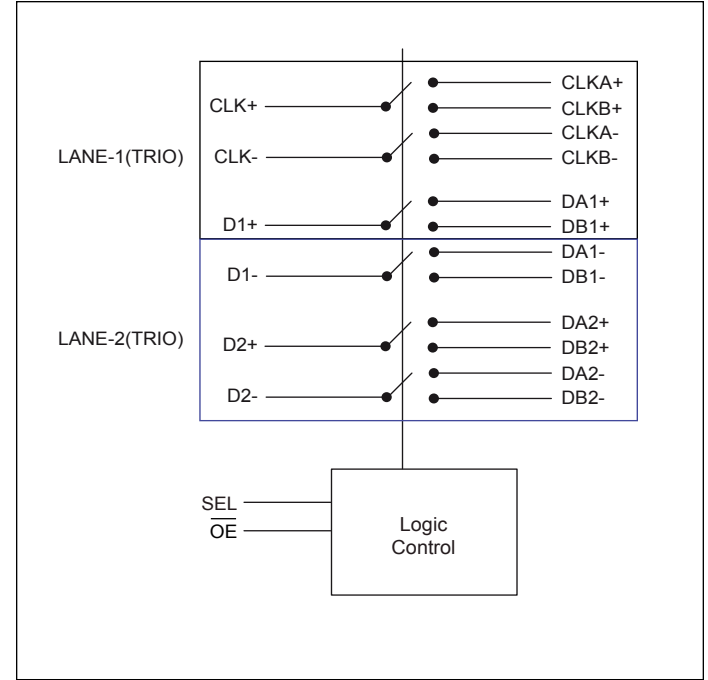 CLKA+
CLK+
CLKB+
CLKA-
LANE-1(TRIO)
CLK-
CLKB-
DA1+
D1+
DB1+
DA1-
D1-
DB1-
DA2+
LANE-2(TRIO)
D2+
DB2+
DA2-
D2-
DB2-
SEL
O̅E̅
Logic
Control